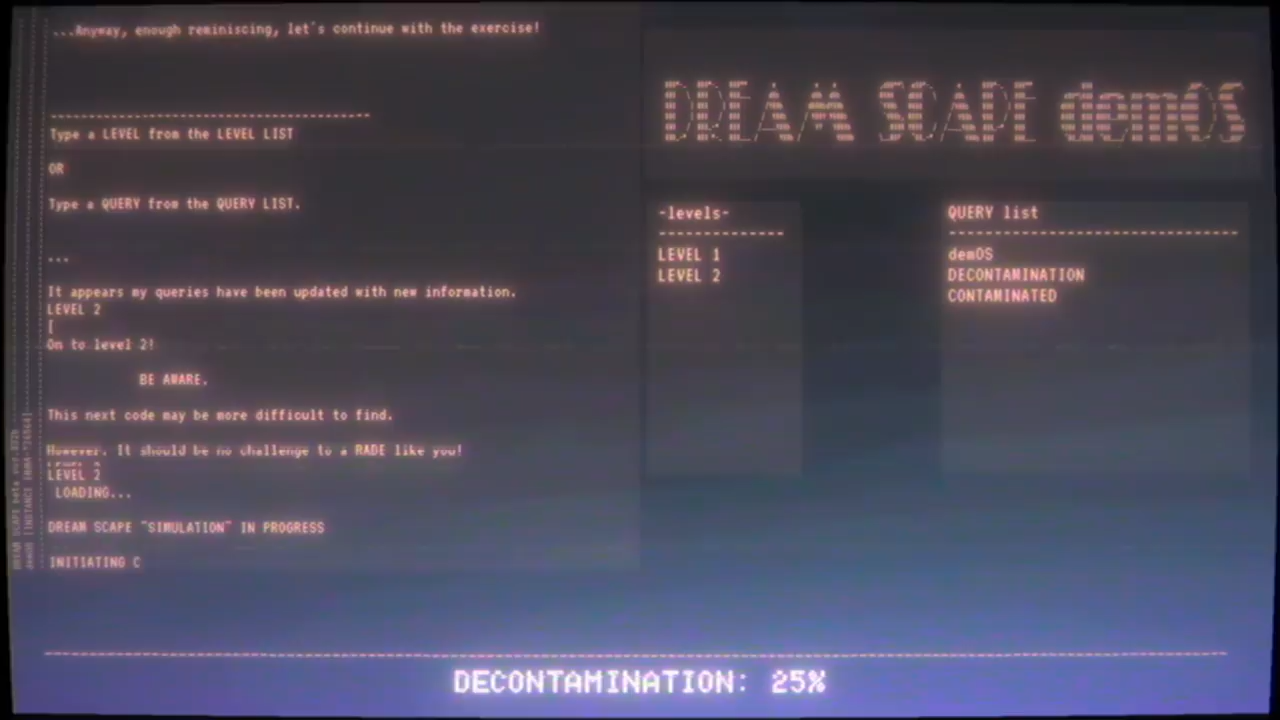 ...Anyway, enough reminiscing, let's continue with the exercise!
Type a LEVEL from the LEVEL LIST
OR
Type a QUERY from the QUERY LIST.
...
It appears my queries have been updated with new information.
LEVEL 2
[
On to level 2!
BE AWARE.
This next code may be more difficult to find.
However. It should be no challenge to a RADE like you!
LEVEL 2
LOADING...
DREAM SCAPE "SIMULATION" IN PROGRESS
INITIATING C
DREAM SCAPE demOS
-levels-
LEVEL 1
LEVEL 2
QUERY list
demOS
DECONTAMINATION
CONTAMINATED
DECONTAMINATION: 25%